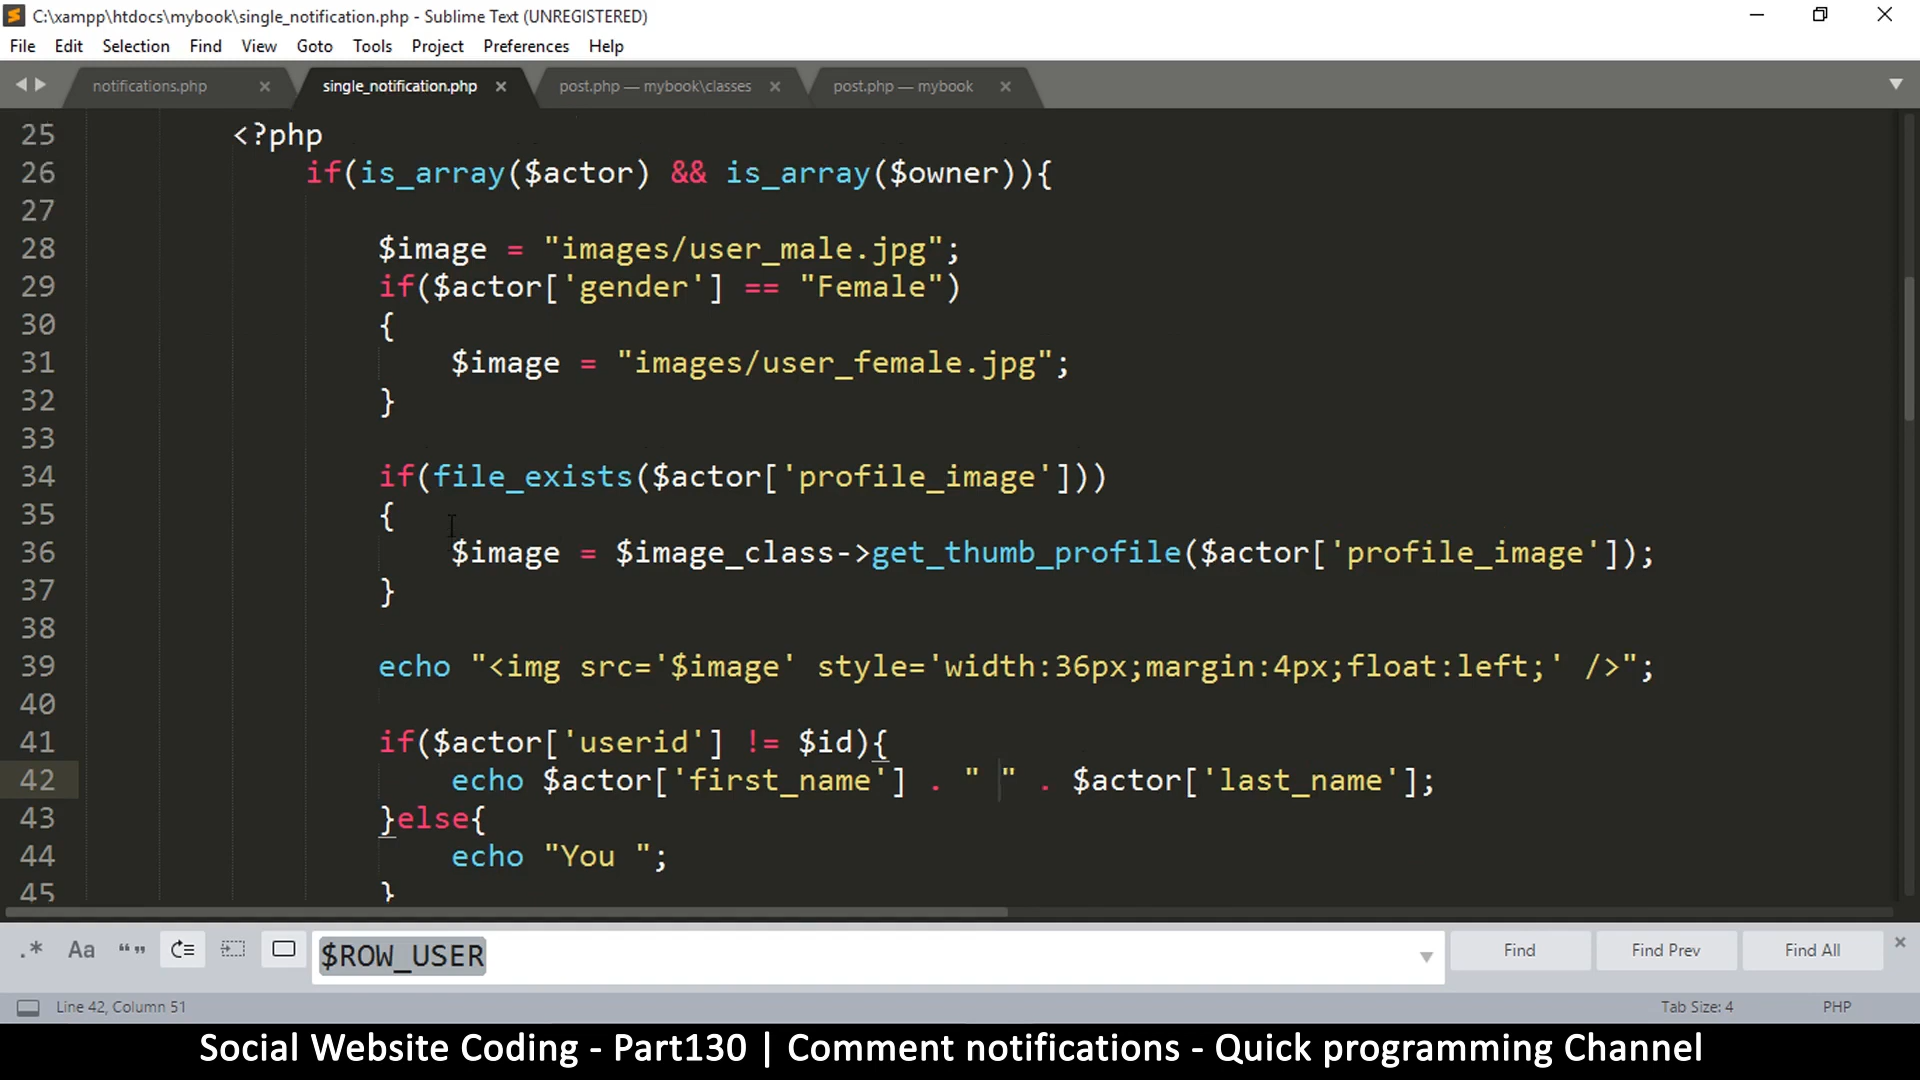 C:\xampp\htdocs\mybook\single_notification.php - Sublime Text (UNREGISTERED)
File Edit Selection Find View Goto Tools Project Preferences Help
notifications.php × single_notification.php × post.php — mybook\classes × post.php — mybook ×
25 <?php
26 if(is_array($actor) && is_array($owner)){
27
28 $image = "images/user_male.jpg";
29 if($actor['gender'] == "Female")
30 {
31 $image = "images/user_female.jpg";
32 }
33
34 if(file_exists($actor['profile_image']))
35 {
36 $image = $image_class->get_thumb_profile($actor['profile_image']);
37 }
38
39 echo "<img src='$image' style='width:36px;margin:4px;float:left;' />";
40
41 if($actor['userid'] != $id){
42 echo $actor['first_name'] . " " . $actor['last_name'];
43 }else{
44 echo "You ";
45 }
.* Aa “” $ROW_USER Find Find Prev Find All ×
Line 42, Column 51 Tab Size: 4 PHP
Social Website Coding - Part130 | Comment notifications - Quick programming Channel